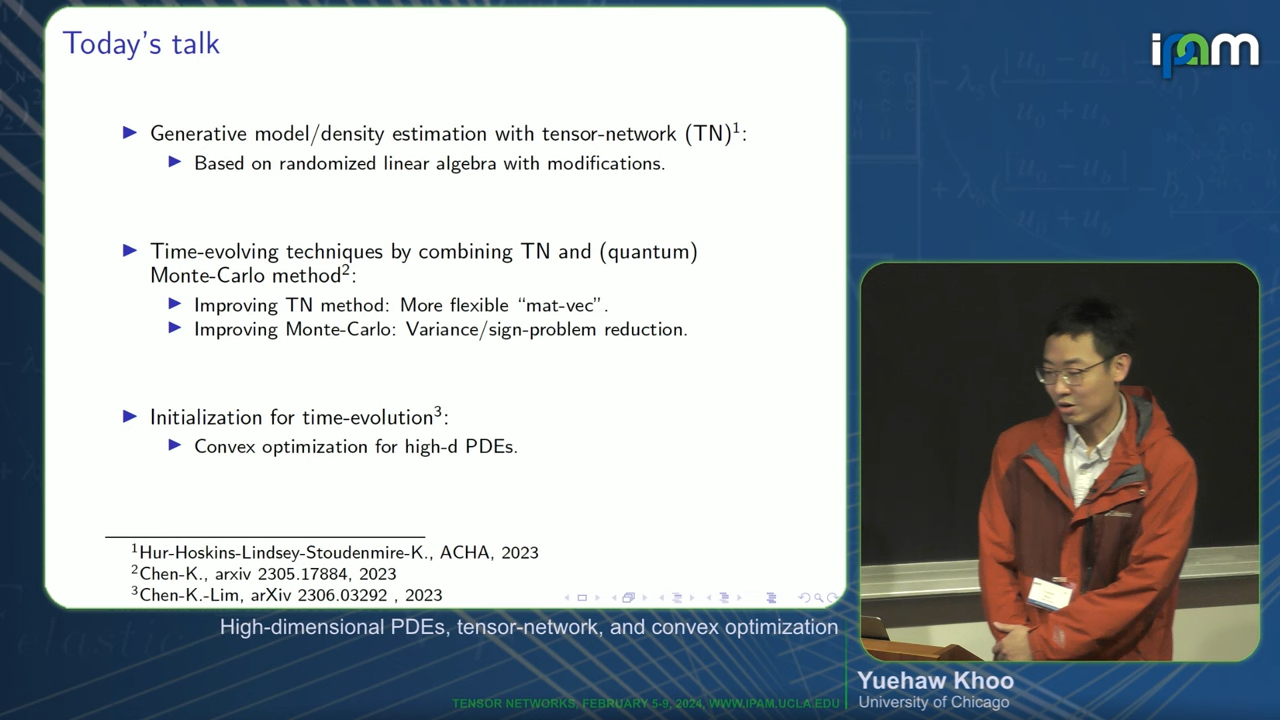 Today's talk
ipam
▶ Generative model/density estimation with tensor-network (TN)¹:
▶ Based on randomized linear algebra with modifications.
▶ Time-evolving techniques by combining TN and (quantum)
Monte-Carlo method²:
▶ Improving TN method: More flexible “mat-vec”.
▶ Improving Monte-Carlo: Variance/sign-problem reduction.
▶ Initialization for time-evolution³:
▶ Convex optimization for high-d PDEs.
¹Hur-Hoskins-Lindsey-Stoudenmire-K., ACHA, 2023
²Chen-K., arxiv 2305.17884, 2023
³Chen-K.-Lim, arXiv 2306.03292 , 2023
High-dimensional PDEs, tensor-network, and convex optimization
Yuehaw Khoo
University of Chicago
TENSOR NETWORKS, FEBRUARY 5-9, 2024, WWW.IPAM.UCLA.EDU